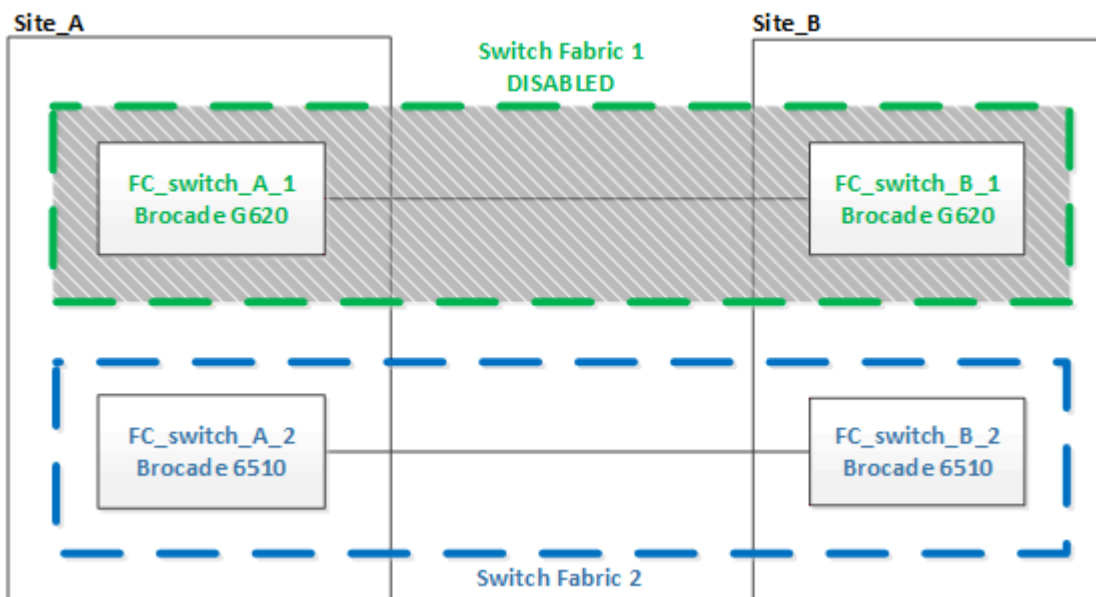 Site_A
Site_B
Switch Fabric 1
DISABLED
FC_switch_A_1
Brocade G620
FC_switch_B_1
Brocade G620
FC_switch_A_2
Brocade 6510
FC_switch_B_2
Brocade 6510
Switch Fabric 2